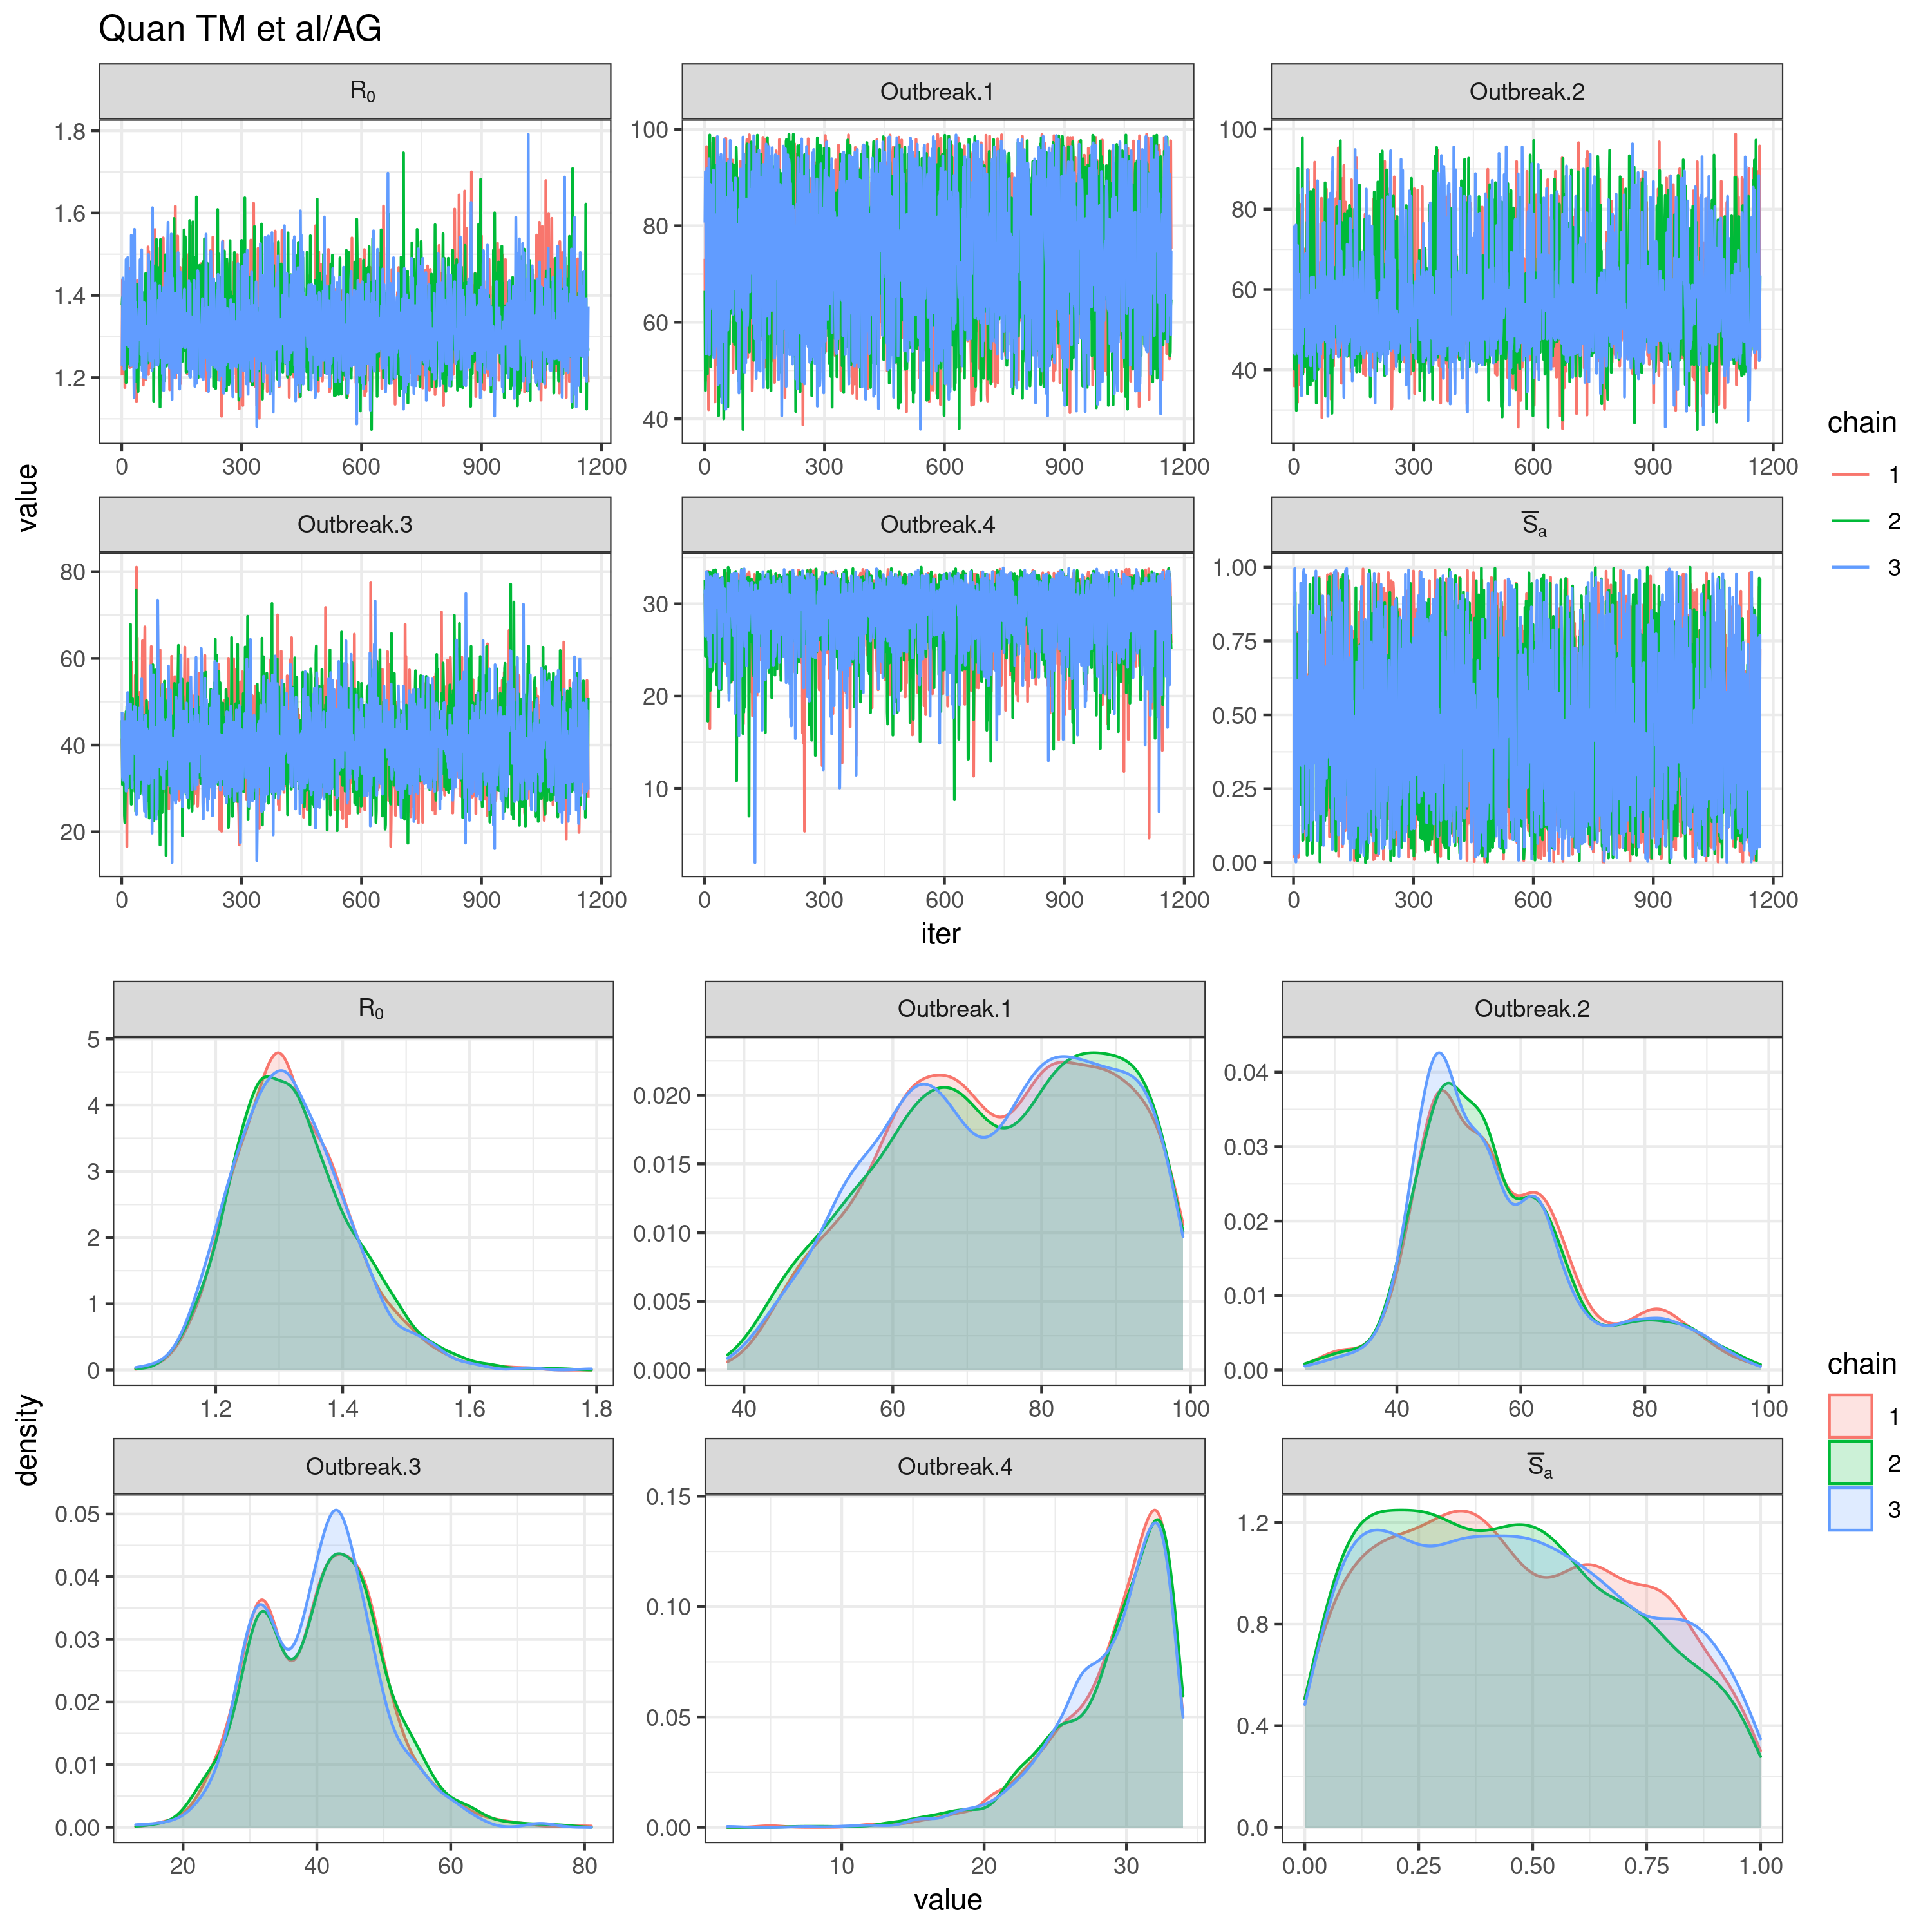 Quan TM et al/AG
R0 Outbreak.1 Outbreak.2
1.8 1.6 1.4 1.2
100 80 60 40
100 80 60 40
0 300 600 900 1200 0 300 600 900 1200 0 300 600 900 1200
value
Outbreak.3 Outbreak.4 S̅a
80 60 40 20
30 20 10
1.00 0.75 0.50 0.25 0.00
0 300 600 900 1200 0 300 600 900 1200 0 300 600 900 1200
iter
chain
1
2
3
R0 Outbreak.1 Outbreak.2
5 4 3 2 1 0
0.020 0.015 0.010 0.005 0.000
0.04 0.03 0.02 0.01 0.00
1.2 1.4 1.6 1.8 40 60 80 100 40 60 80 100
density
Outbreak.3 Outbreak.4 S̅a
0.05 0.04 0.03 0.02 0.01 0.00
0.15 0.10 0.05 0.00
1.2 0.8 0.4 0.0
20 40 60 80 10 20 30 0.00 0.25 0.50 0.75 1.00
value
chain
1
2
3